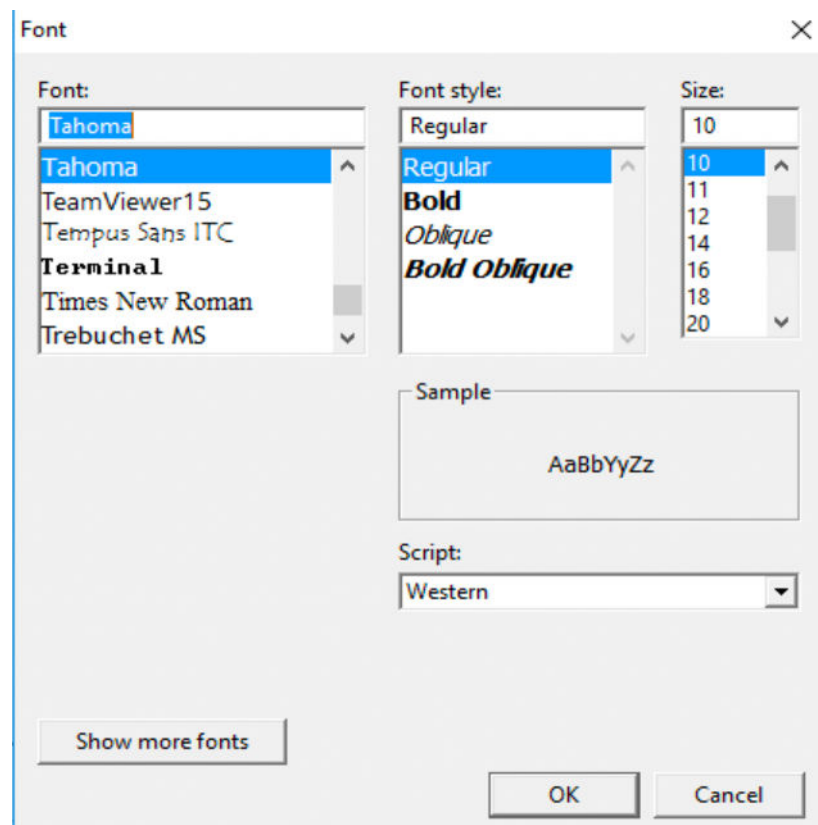 Font
Font:
Tahoma
Tahoma
TeamViewer15
Tempus Sans ITC
Terminal
Times New Roman
Trebuchet MS
Font style:
Regular
Regular
Bold
Oblique
Bold Oblique
Size:
10
10
11
12
14
16
18
20
Sample
AaBbYyZz
Script:
Western
Show more fonts
OK
Cancel